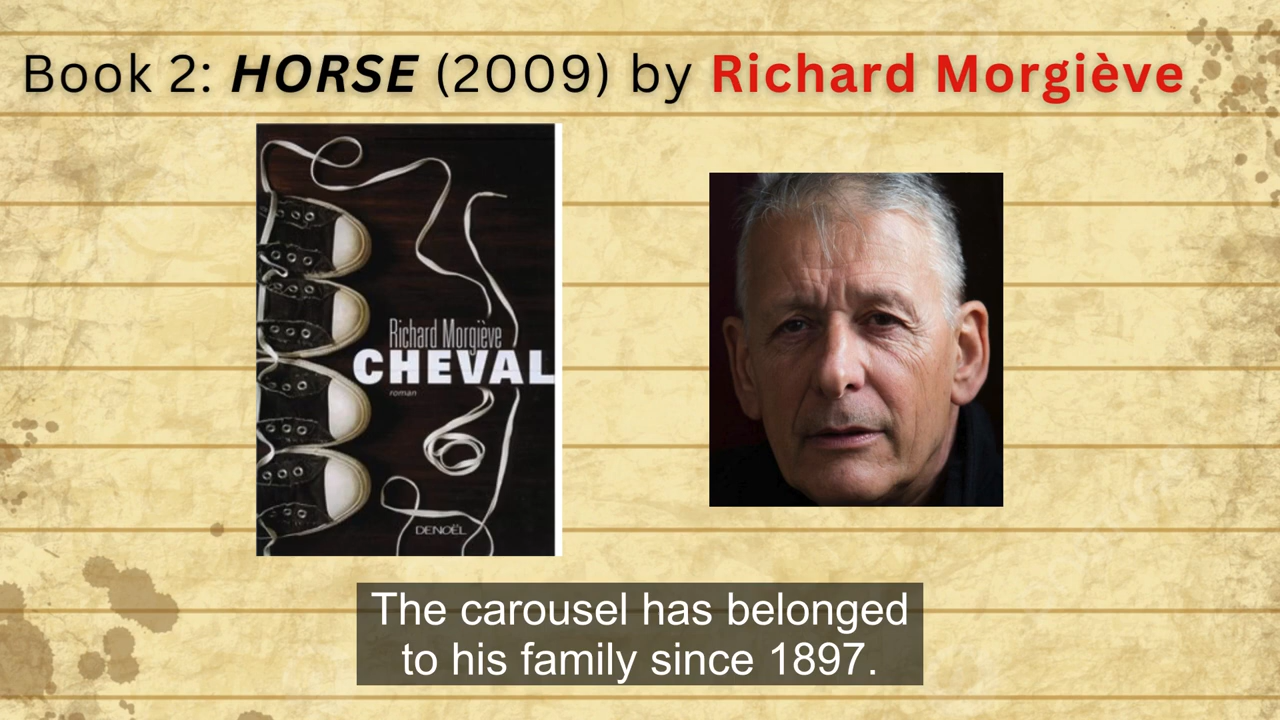 Book 2: HORSE (2009) by Richard Morgiève
Richard Morgiève
CHEVAL
roman
DENOËL
The carousel has belonged
to his family since 1897.